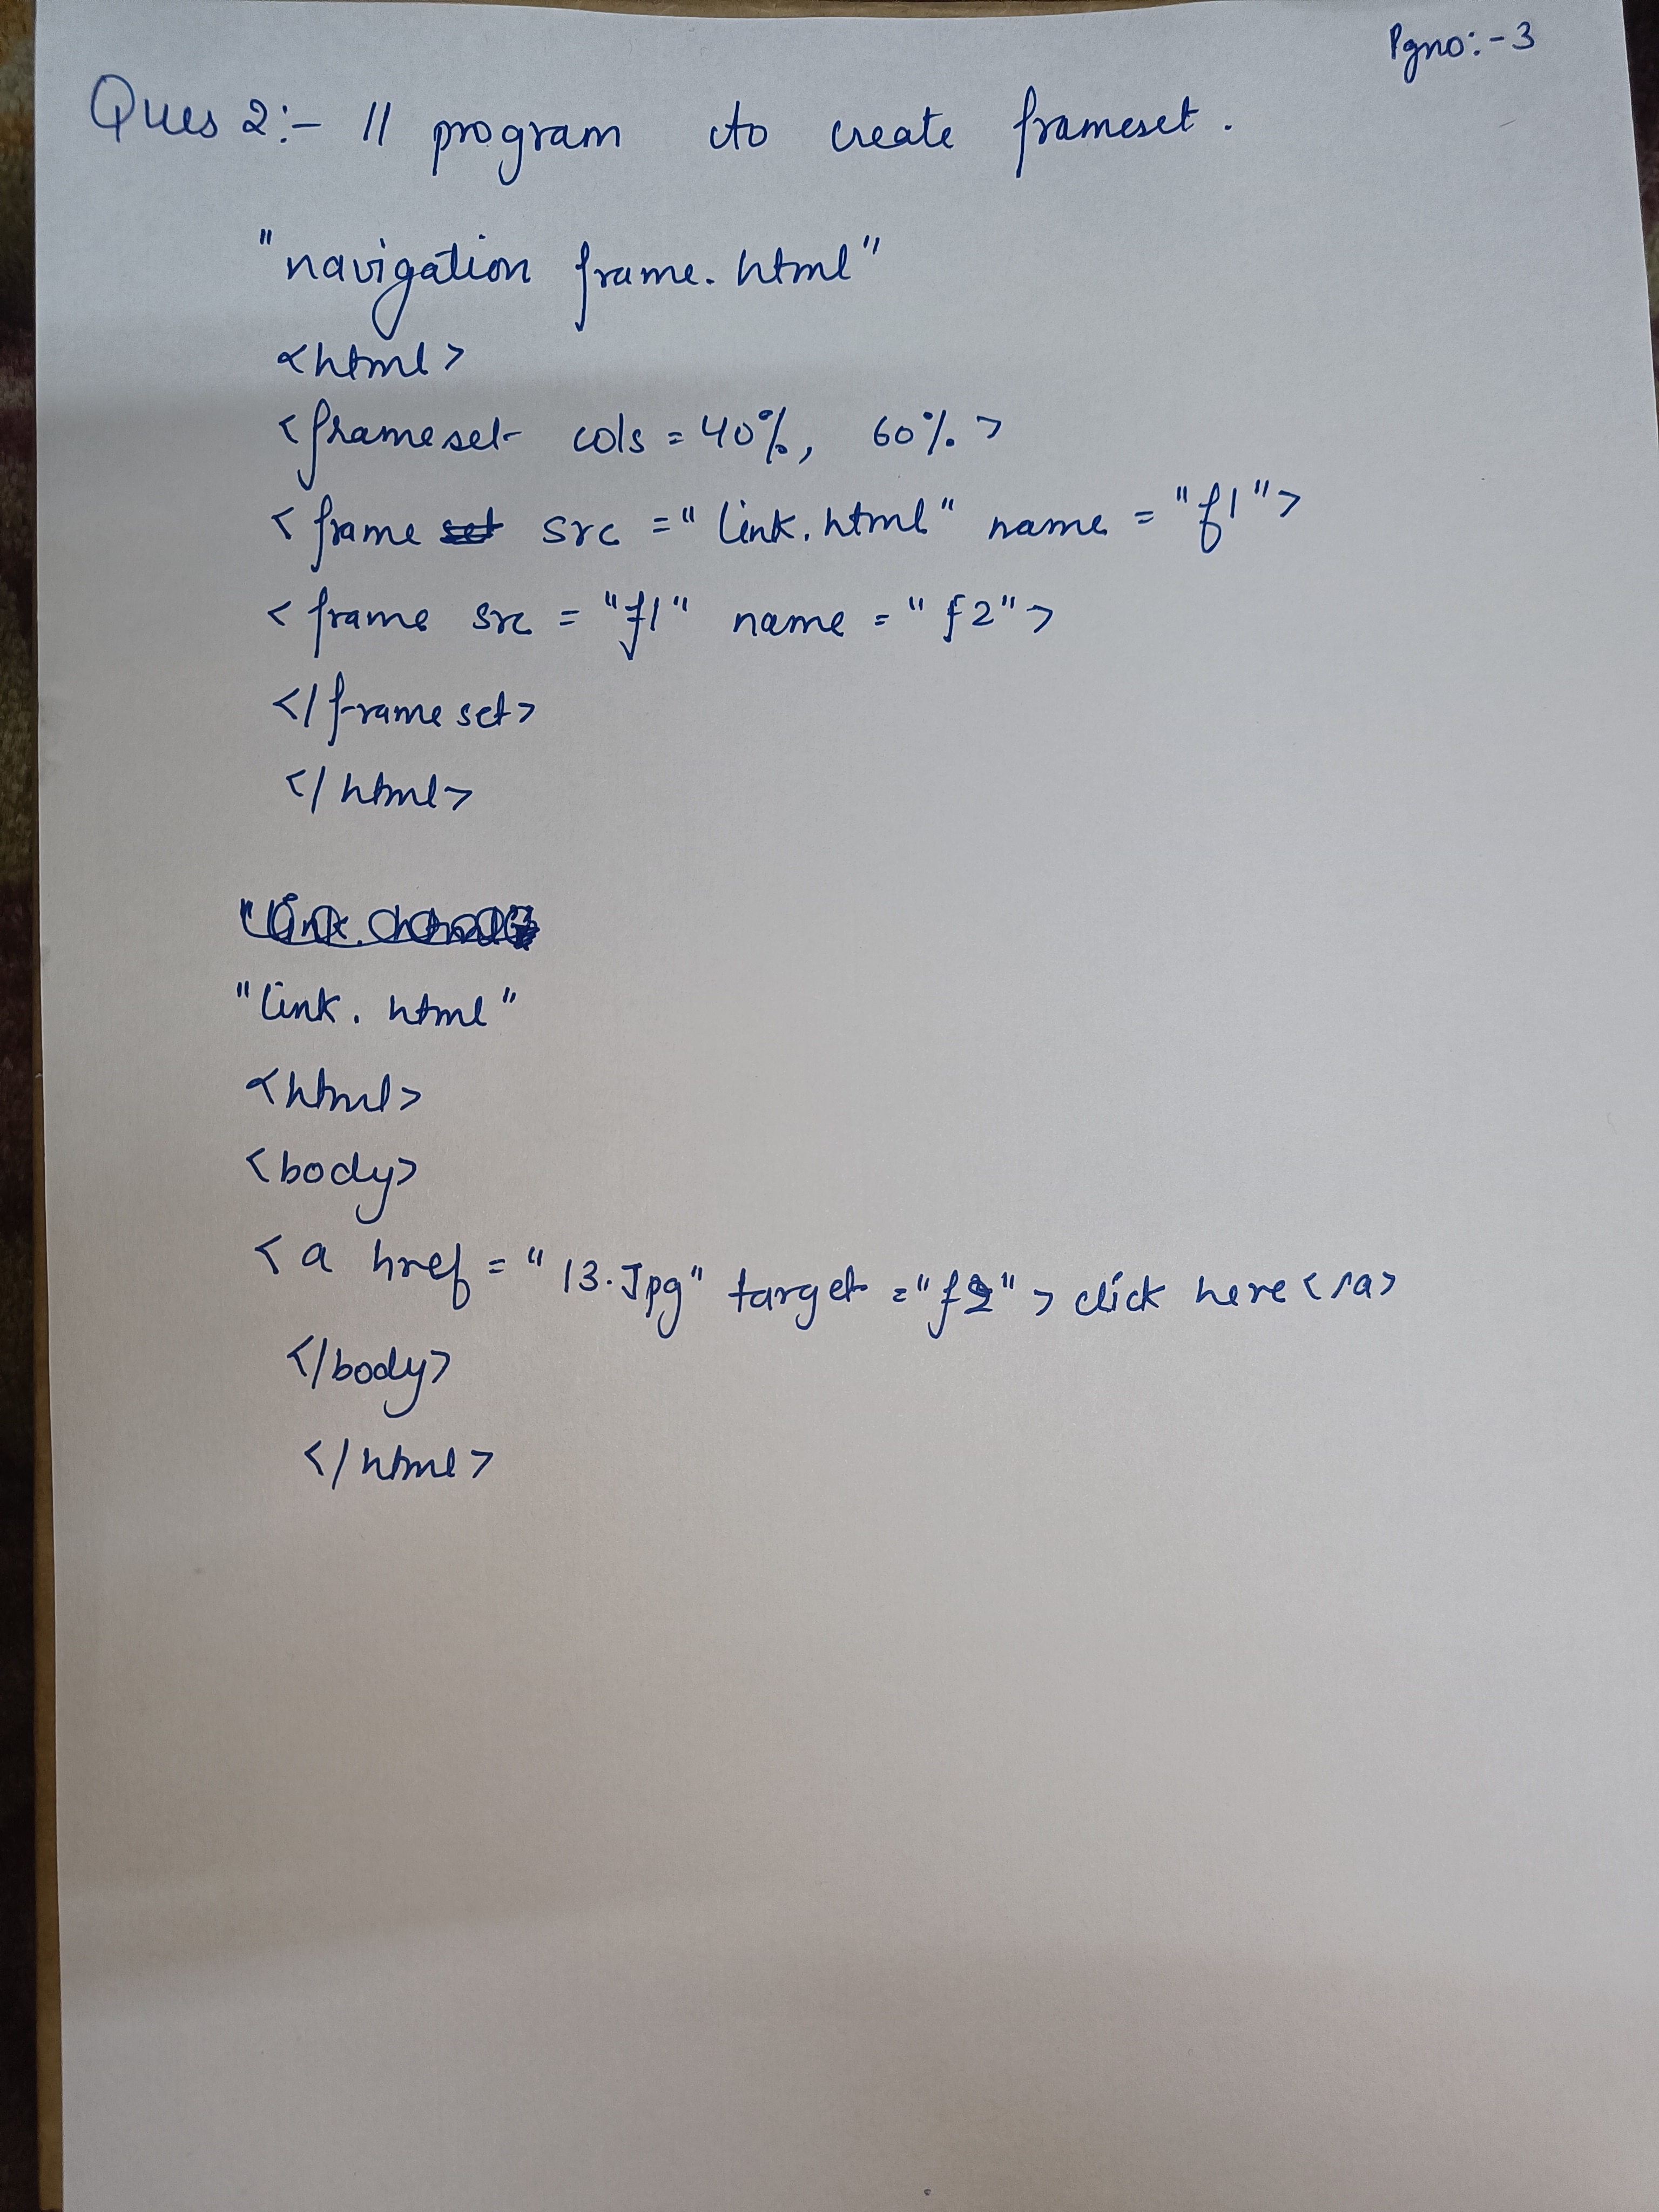 Pgno:-3
Ques 2:- // program to create frameset.
"navigation frame.html"
<html>
<frameset cols = 40%, 60%>
<frame src = "link.html" name = "f1">
<frame src = "f1" name = "f2">
</frameset>
</html>
"link.html"
<html>
<body>
<a href = "13.Jpg" target = "f2"> click here </a>
</body>
</html>